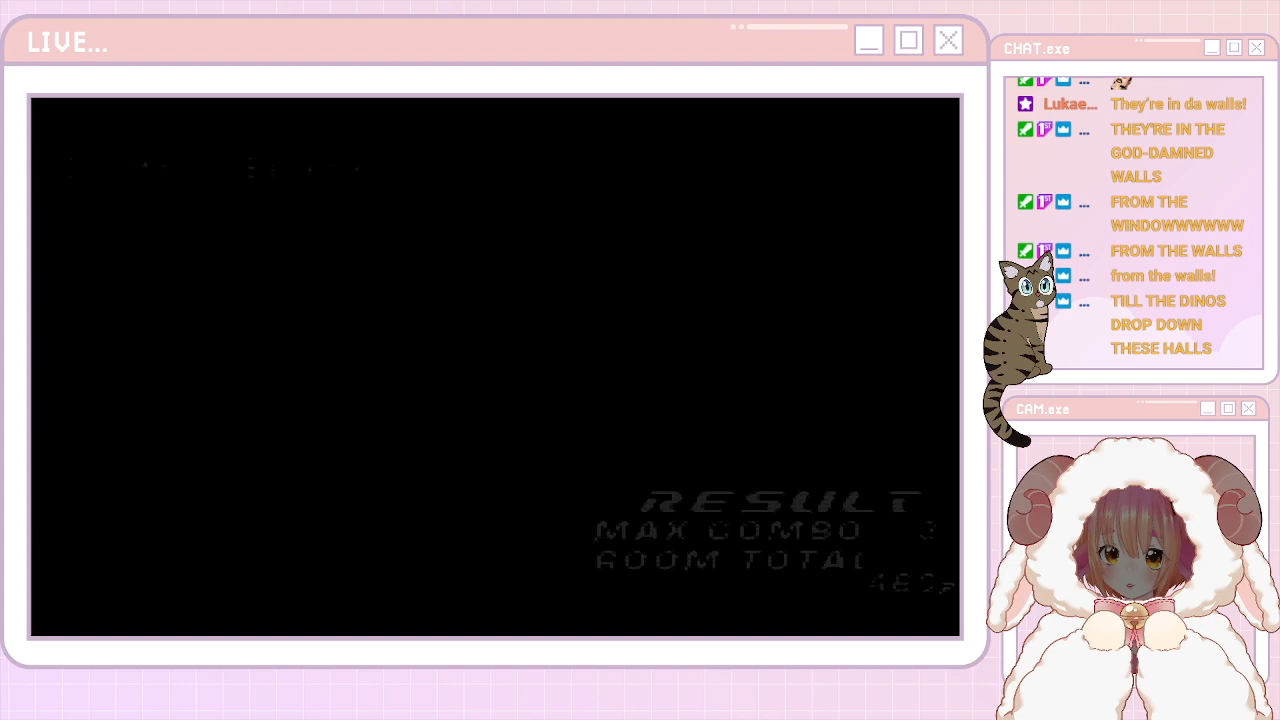 LIVE...
CHAT.exe
Lukae... They're in da walls!
... THEY'RE IN THE
GOD-DAMNED
WALLS
... FROM THE
WINDOWWWWWW
... FROM THE WALLS
... from the walls!
... TILL THE DINOS
DROP DOWN
THESE HALLS
RESULT
MAX COMBO 3
ROOM TOTAL
CAM.exe